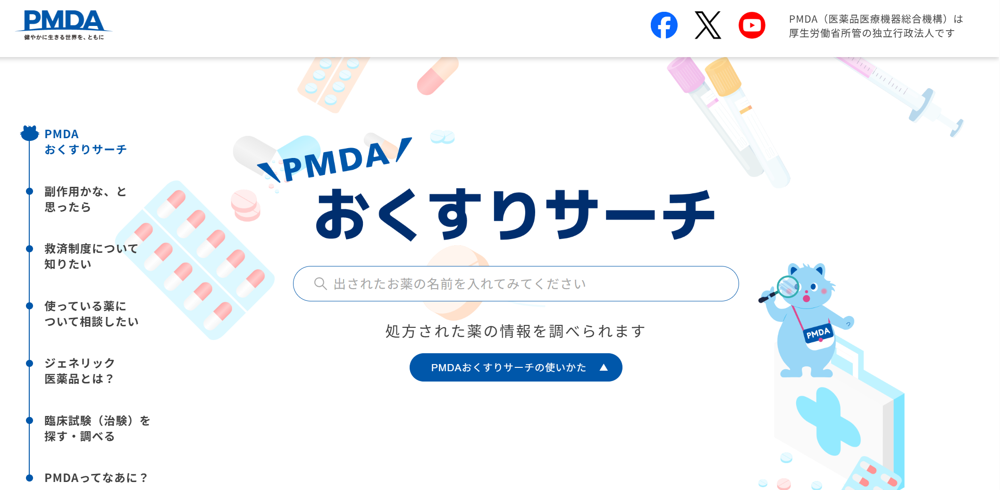 PMDA
健やかに生きる世界を、ともに
PMDA（医薬品医療機器総合機構）は
厚生労働省所管の独立行政法人です
PMDA
おくすりサーチ
副作用かな、と
思ったら
救済制度について
知りたい
使っている薬に
ついて相談したい
ジェネリック
医薬品とは？
臨床試験（治験）を
探す・調べる
PMDAってなあに？
PMDA
おくすりサーチ
出されたお薬の名前を入れてみてください
処方された薬の情報を調べられます
PMDAおくすりサーチの使いかた ▲
PMDA